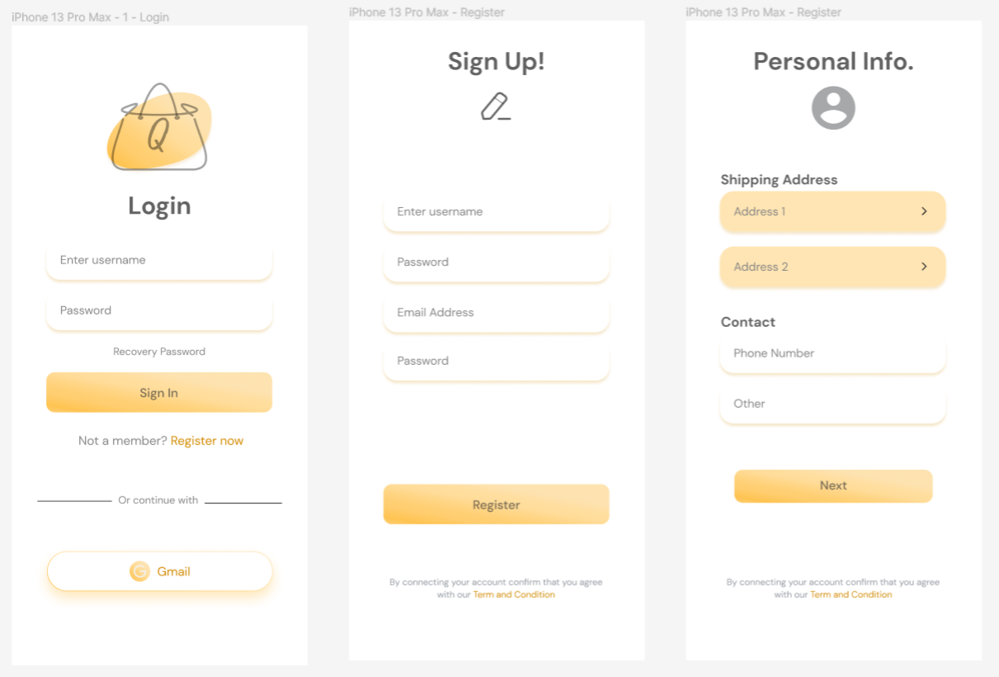 iPhone 13 Pro Max - 1 - Login
Q
Login
Enter username
Password
Recovery Password
Sign In
Not a member? Register now
Or continue with
G Gmail
iPhone 13 Pro Max - Register
Sign Up!
Enter username
Password
Email Address
Password
Register
By connecting your account confirm that you agree
with our Term and Condition
iPhone 13 Pro Max - Register
Personal Info.
Shipping Address
Address 1
Address 2
Contact
Phone Number
Other
Next
By connecting your account confirm that you agree
with our Term and Condition